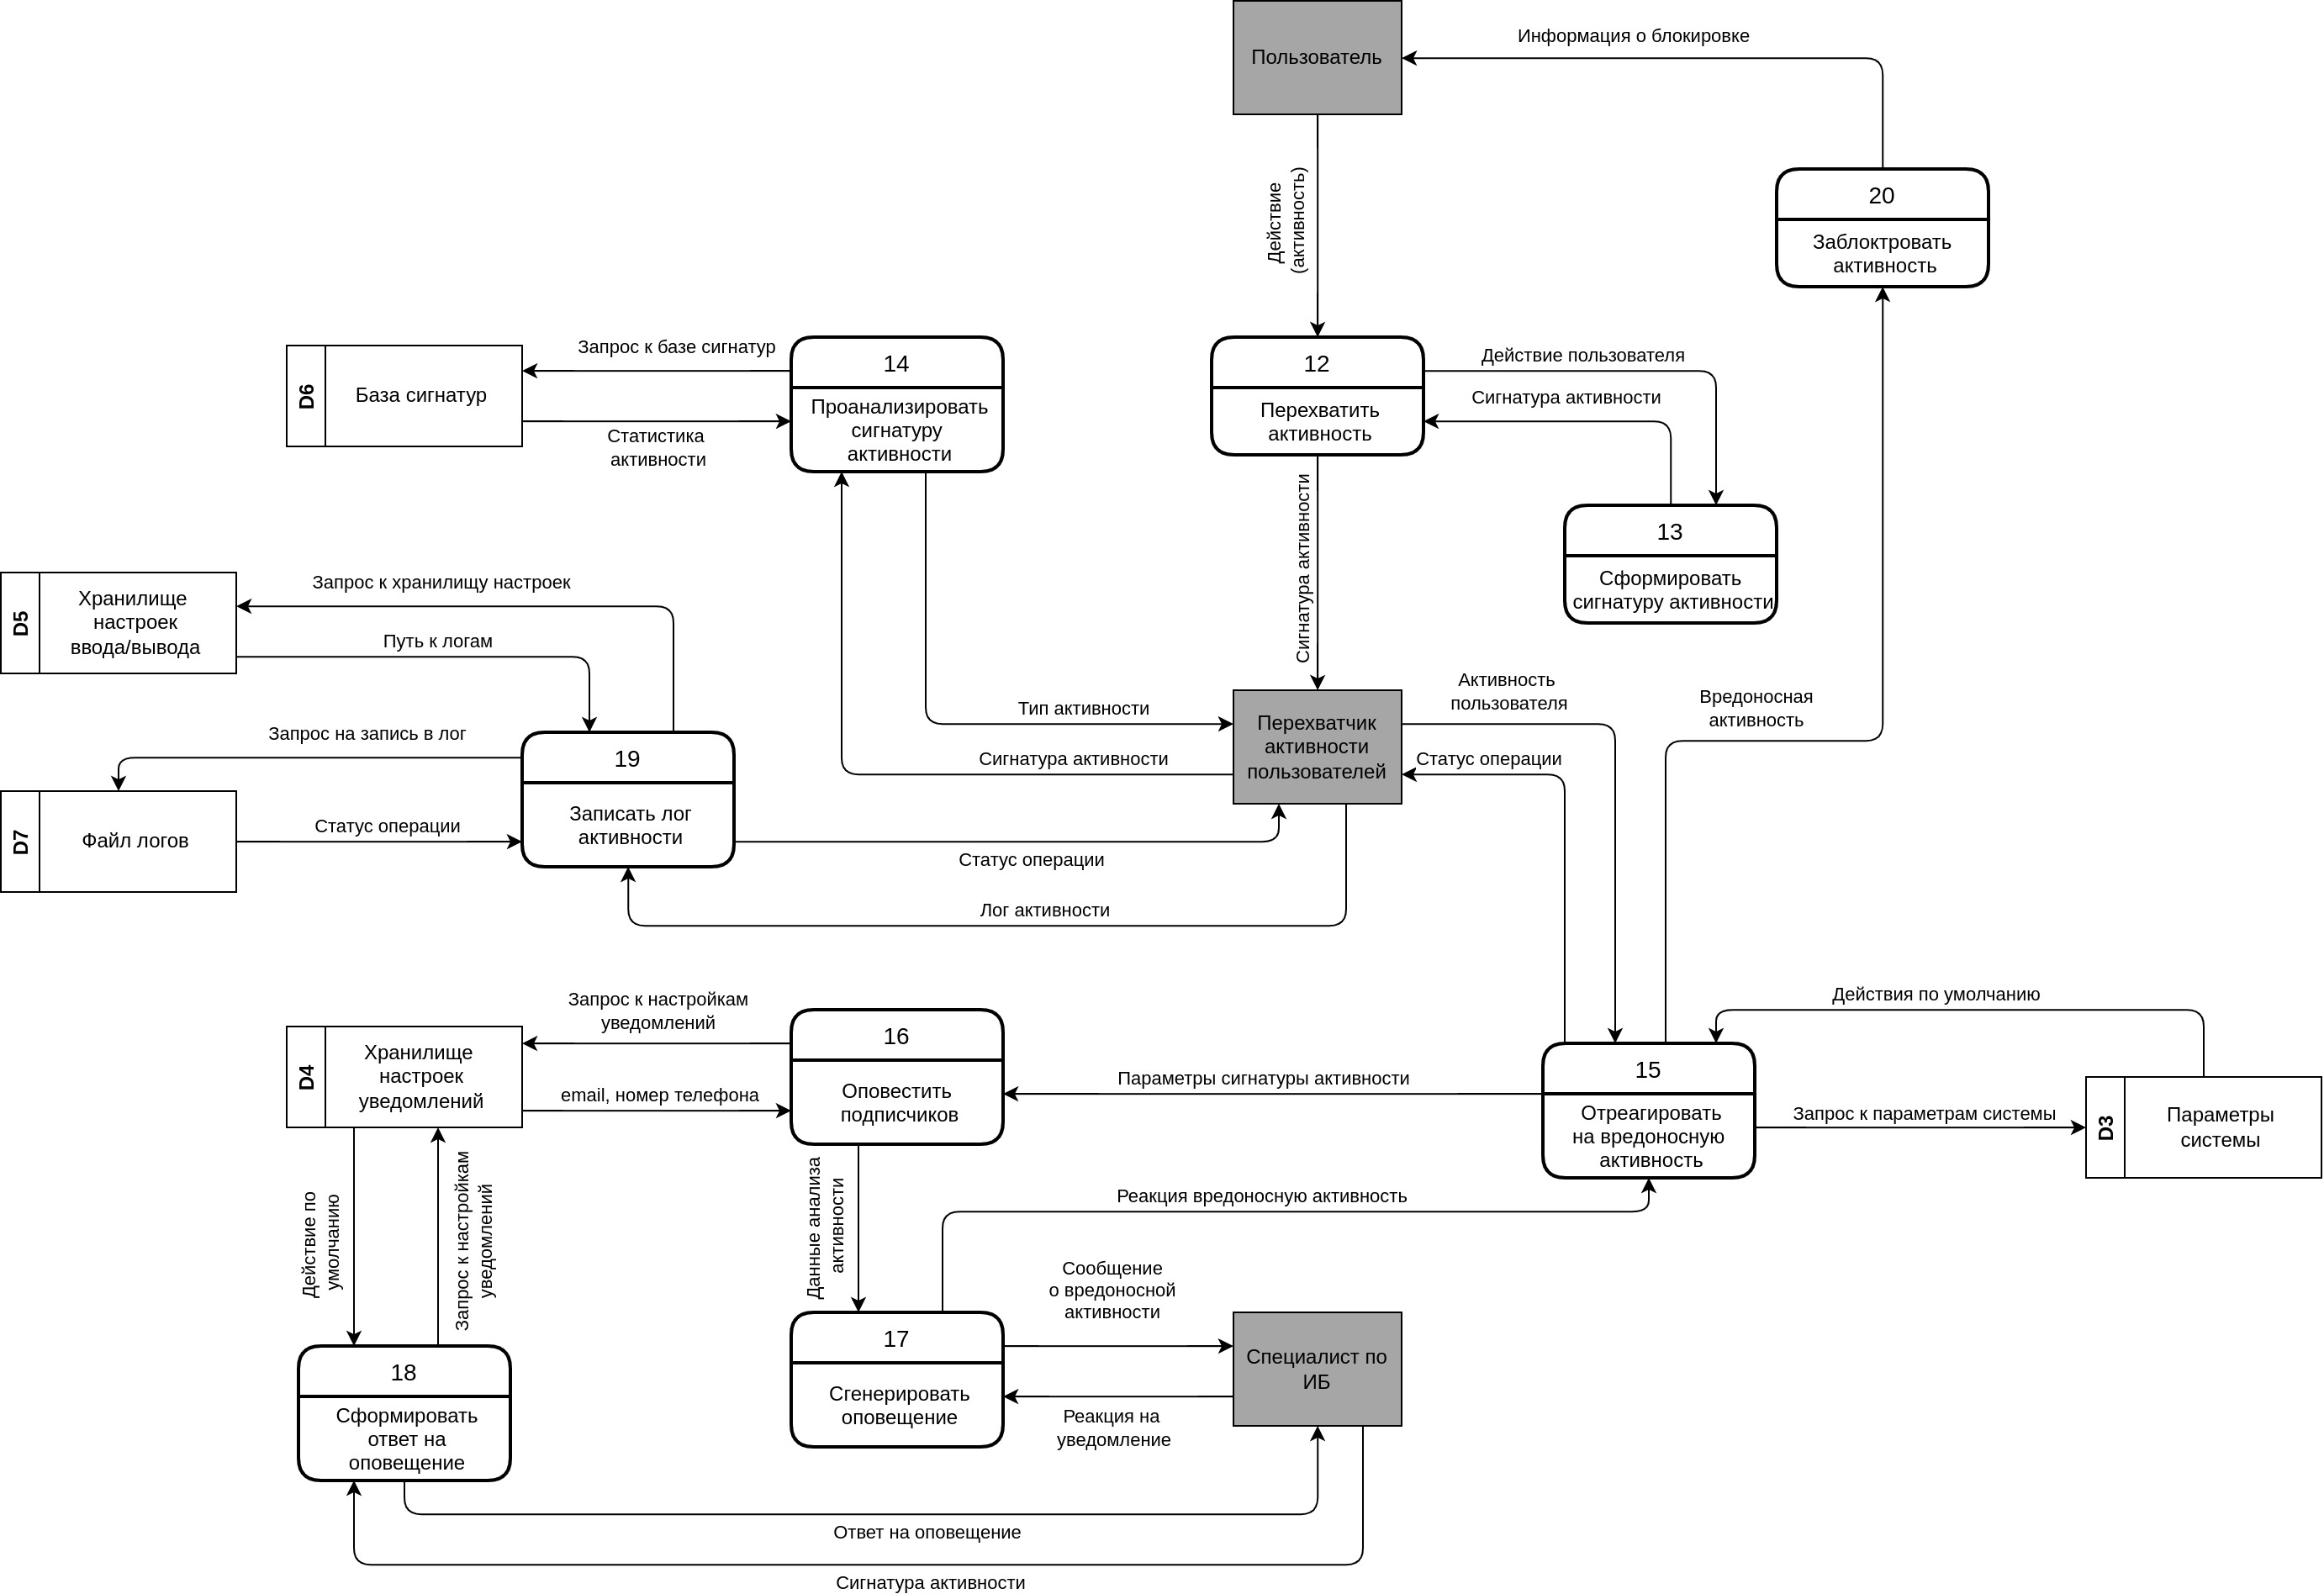 Пользователь
Информация о блокировке
Действие
(активность)
20
Заблоктровать
активность
Запрос к базе сигнатур
14
12
Действие пользователя
D6
База сигнатур
Проанализировать
сигнатуру
активности
Перехватить
активность
Сигнатура активности
Статистика
активности
Сигнатура активности
13
Сформировать
сигнатуру активности
D5
Хранилище
настроек
ввода/вывода
Запрос к хранилищу настроек
Путь к логам
Тип активности
Перехватчик
активности
пользователей
Активность
пользователя
Вредоносная
активность
Запрос на запись в лог
19
Сигнатура активности
Статус операции
D7
Файл логов
Статус операции
Записать лог
активности
Статус операции
Лог активности
Запрос к настройкам
уведомлений
16
Действия по умолчанию
D4
Хранилище
настроек
уведомлений
email, номер телефона
Оповестить
подписчиков
Параметры сигнатуры активности
15
Отреагировать
на вредоносную
активность
Запрос к параметрам системы
D3
Параметры
системы
Действие по
умолчанию
Запрос к настройкам
уведомлений
Данные анализа
активности
Реакция вредоносную активность
Сообщение
о вредоносной
активности
17
Сгенерировать
оповещение
Специалист по
ИБ
Реакция на
уведомление
18
Сформировать
ответ на
оповещение
Ответ на оповещение
Сигнатура активности